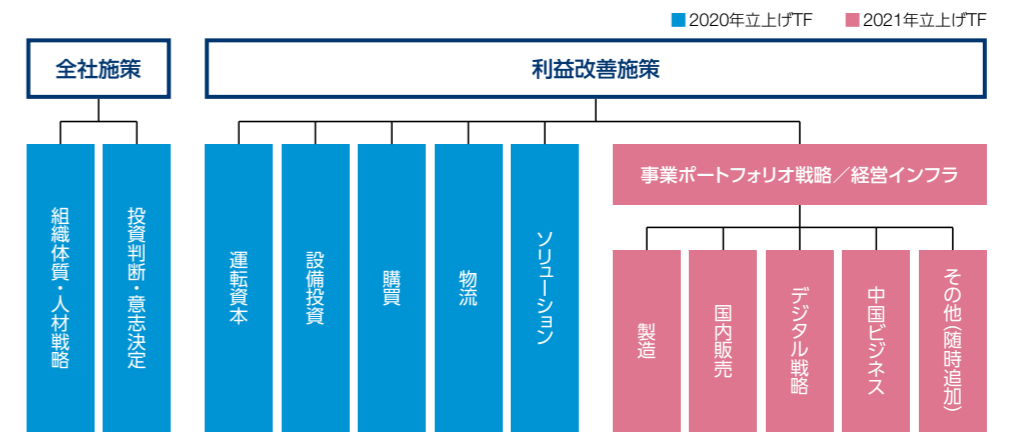 2020年立上げTF
2021年立上げTF
全社施策
利益改善施策
組織体質・人材戦略
投資判断・意志決定
運転資本
設備投資
購買
物流
ソリューション
事業ポートフォリオ戦略／経営インフラ
製造
国内販売
デジタル戦略
中国ビジネス
その他（随時追加）